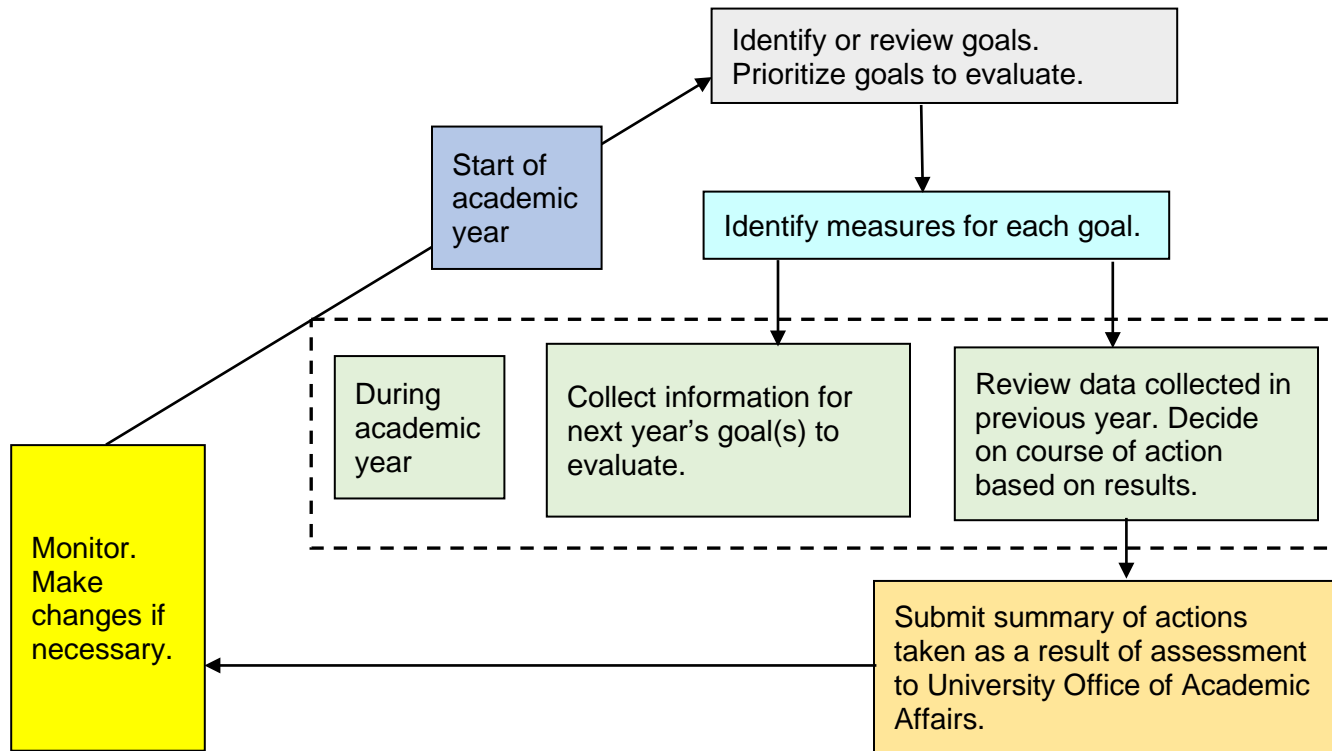 Identify or review goals.
Prioritize goals to evaluate.
Start of
academic
year
Identify measures for each goal.
During
academic
year
Collect information for
next year’s goal(s) to
evaluate.
Review data collected in
previous year. Decide
on course of action
based on results.
Monitor.
Make
changes if
necessary.
Submit summary of actions
taken as a result of assessment
to University Office of Academic
Affairs.